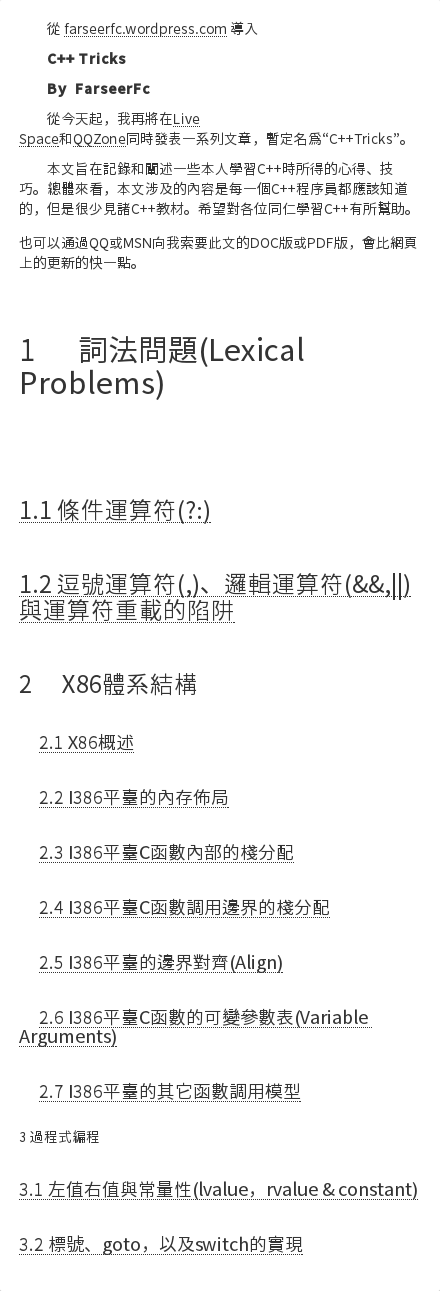 從 farseerfc.wordpress.com 導入
C++ Tricks
By FarseerFc
從今天起，我再將在Live
Space和QQZone同時發表一系列文章，暫定名爲“C++Tricks”。
本文旨在記錄和闡述一些本人學習C++時所得的心得、技
巧。總體來看，本文涉及的內容是每一個C++程序員都應該知道
的，但是很少見諸C++教材。希望對各位同仁學習C++有所幫助。
也可以通過QQ或MSN向我索要此文的DOC版或PDF版，會比網頁
上的更新的快一點。
1 詞法問題(Lexical
Problems)
1.1 條件運算符(?:)
1.2 逗號運算符(,)、邏輯運算符(&&,||)
與運算符重載的陷阱
2 X86體系結構
2.1 X86概述
2.2 I386平臺的內存佈局
2.3 I386平臺C函數內部的棧分配
2.4 I386平臺C函數調用邊界的棧分配
2.5 I386平臺的邊界對齊(Align)
2.6 I386平臺C函數的可變參數表(Variable
Arguments)
2.7 I386平臺的其它函數調用模型
3 過程式編程
3.1 左值右值與常量性(lvalue，rvalue & constant)
3.2 標號、goto，以及switch的實現